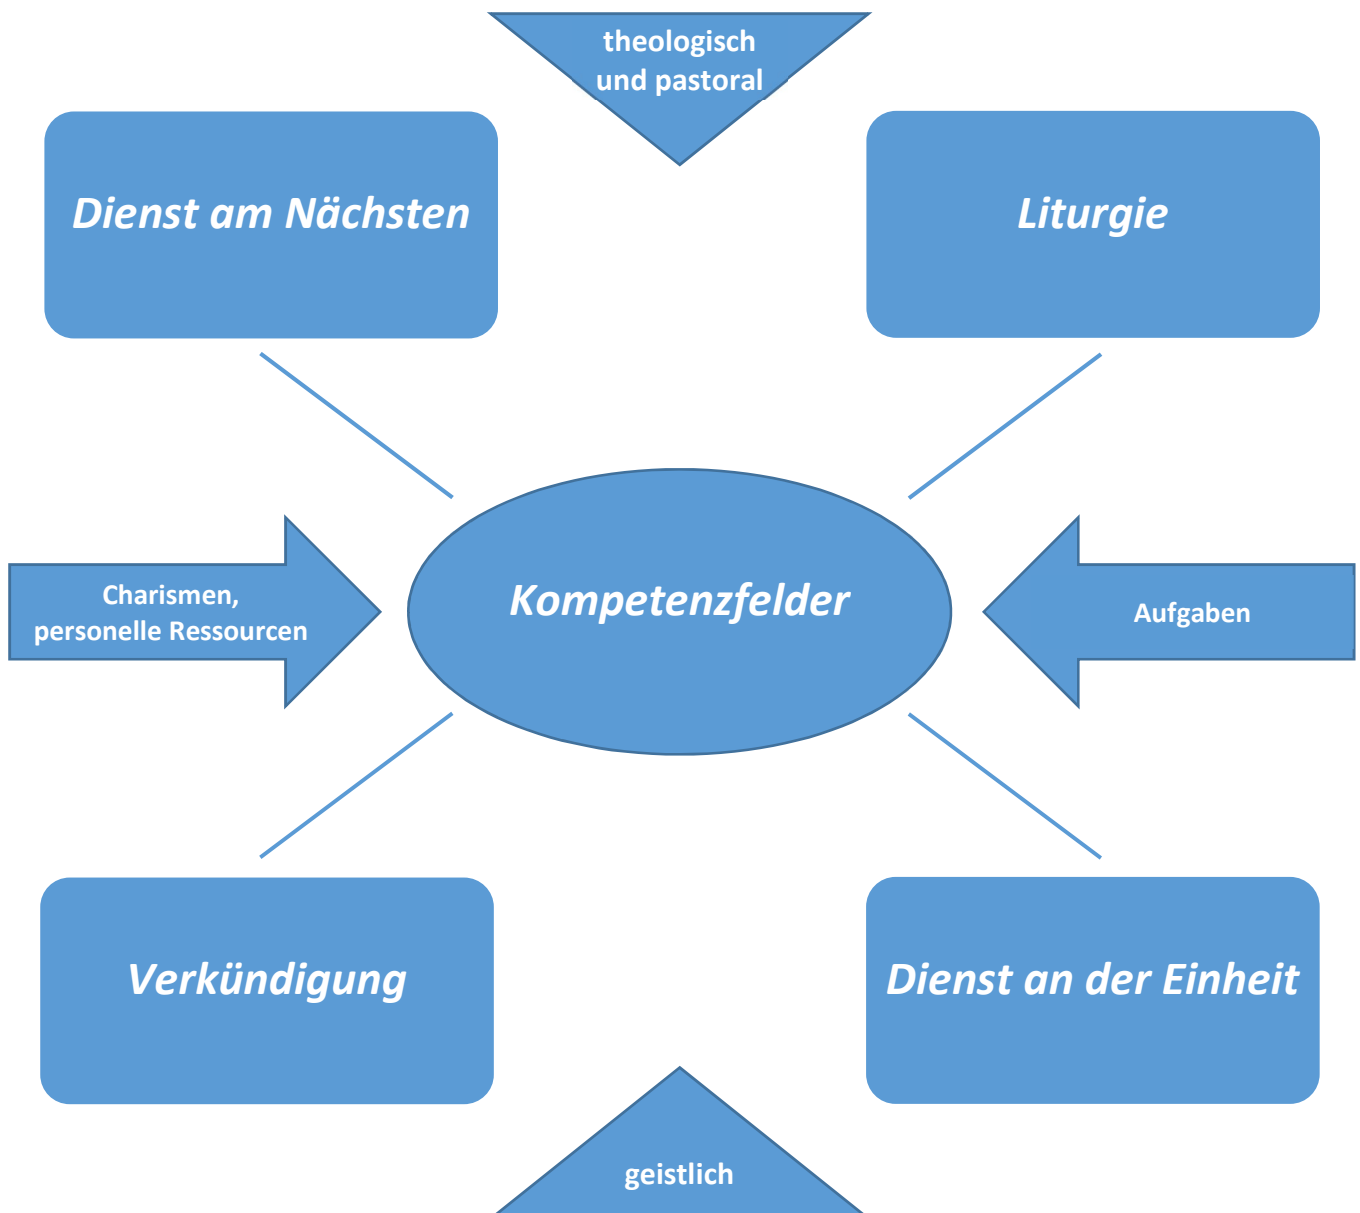 theologisch
und pastoral
Dienst am Nächsten
Liturgie
Kompetenzfelder
Charismen,
personelle Ressourcen
Aufgaben
Verkündigung
Dienst an der Einheit
geistlich